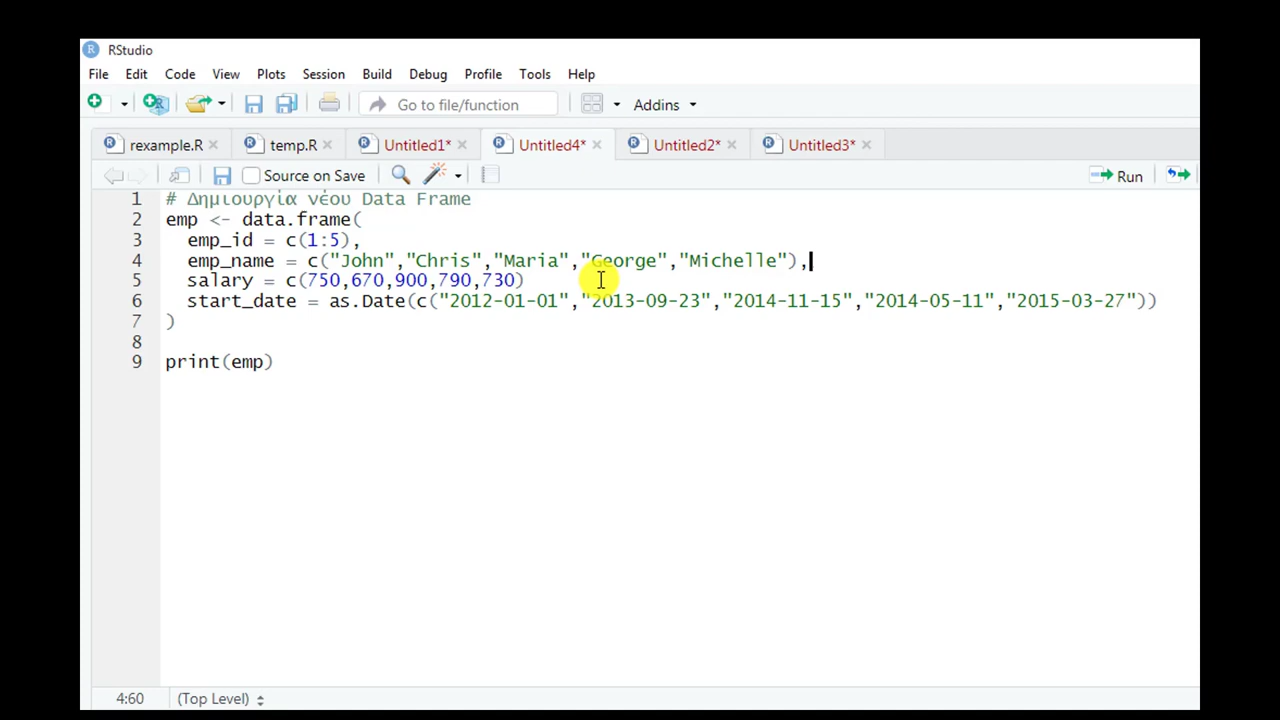 RStudio
File Edit Code View Plots Session Build Debug Profile Tools Help
Go to file/function Addins
rexample.R temp.R Untitled1* Untitled4* Untitled2* Untitled3*
Source on Save Run
1 # Δημιουργία νέου Data Frame
2 emp <- data.frame(
3 emp_id = c(1:5),
4 emp_name = c("John","Chris","Maria","George","Michelle"),
5 salary = c(750,670,900,790,730)
6 start_date = as.Date(c("2012-01-01","2013-09-23","2014-11-15","2014-05-11","2015-03-27"))
7 )
8
9 print(emp)
4:60 (Top Level)